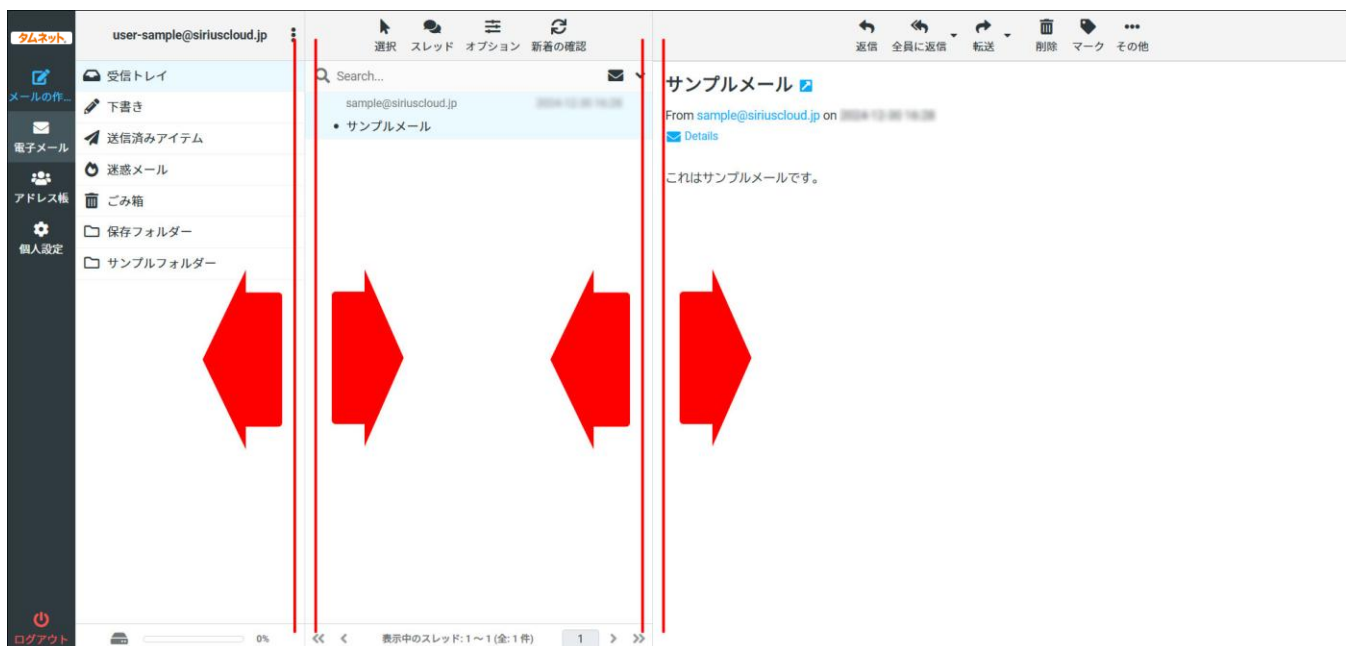 タムネット
メールの作...
電子メール
アドレス帳
個人設定
ログアウト
user-sample@siriuscloud.jp
受信トレイ
下書き
送信済みアイテム
迷惑メール
ごみ箱
保存フォルダー
サンプルフォルダー
0%
選択 スレッド オプション 新着の確認
Search...
sample@siriuscloud.jp
• サンプルメール
表示中のスレッド: 1 ～ 1 (全: 1 件) 1
返信 全員に返信 転送 削除 マーク その他
サンプルメール
From sample@siriuscloud.jp on
Details
これはサンプルメールです。